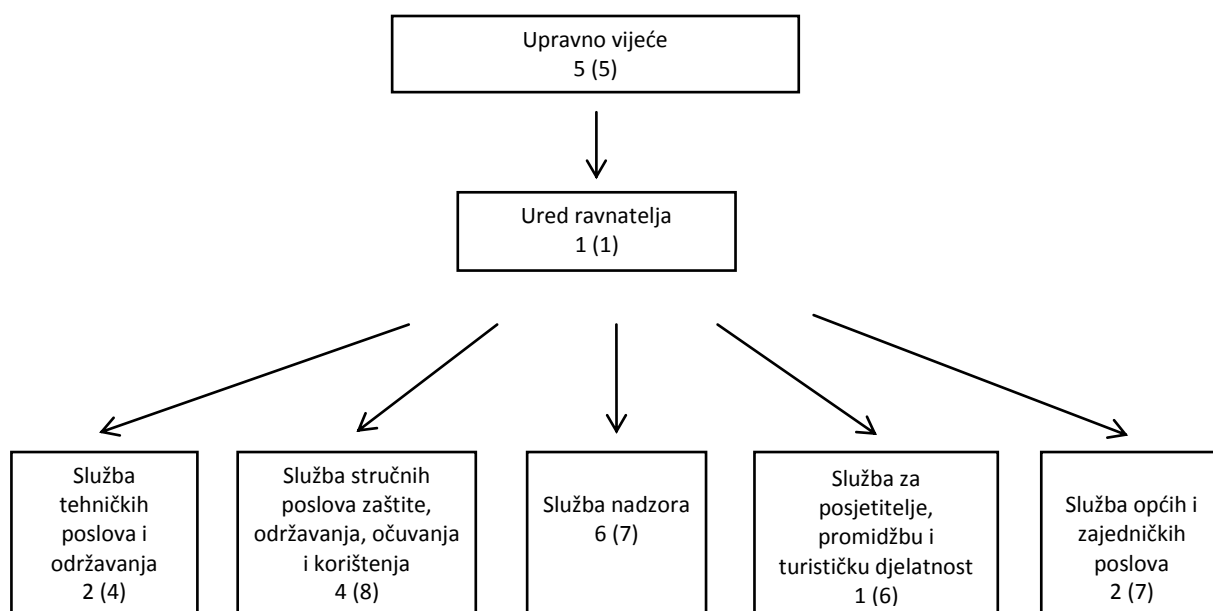 Upravno vijeće
5 (5)
Ured ravnatelja
1 (1)
Služba
tehničkih
poslova i
održavanja
2 (4)
Služba stručnih
poslova zaštite,
održavanja, očuvanja
i korištenja
4 (8)
Služba nadzora
6 (7)
Služba za
posjetitelje,
promidžbu i
turističku djelatnost
1 (6)
Služba općih i
zajedničkih
poslova
2 (7)